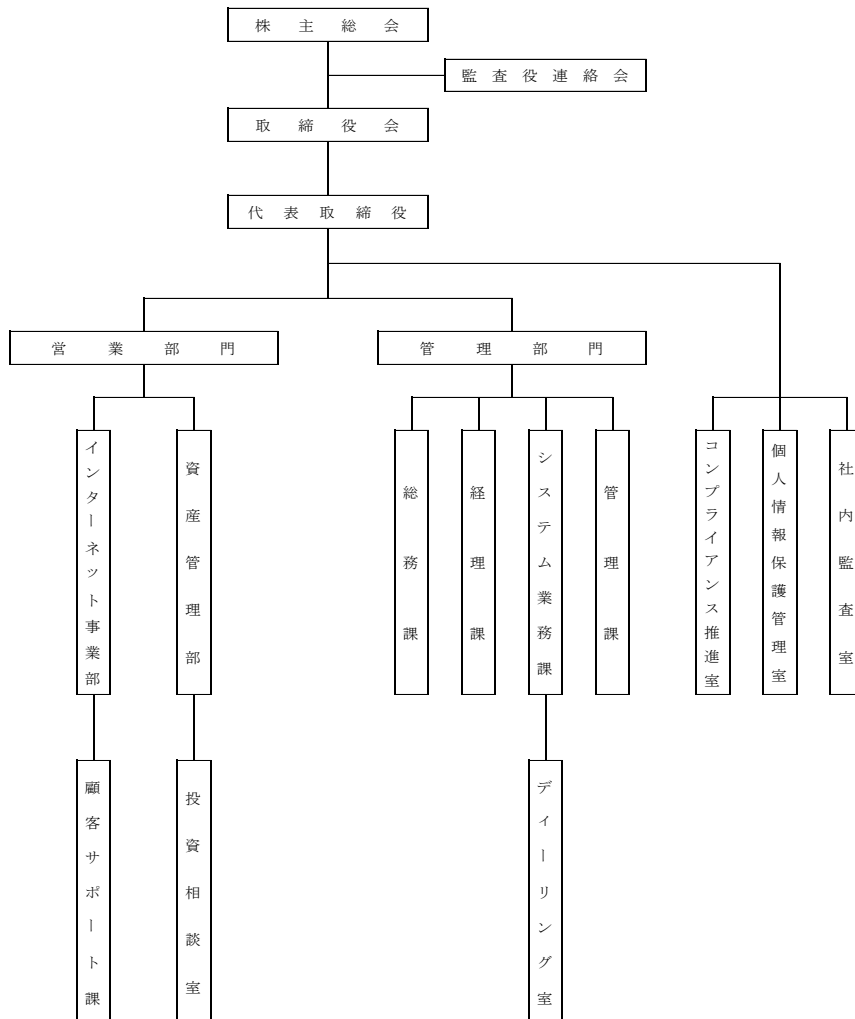 株主総会
監査役連絡会
取締役会
代表取締役
営業部門
管理部門
インターネット事業部
資産管理部
総務課
経理課
システム業務課
管理課
コンプライアンス推進室
個人情報保護管理室
社内監査室
顧客サポート課
投資相談室
ディーリング室